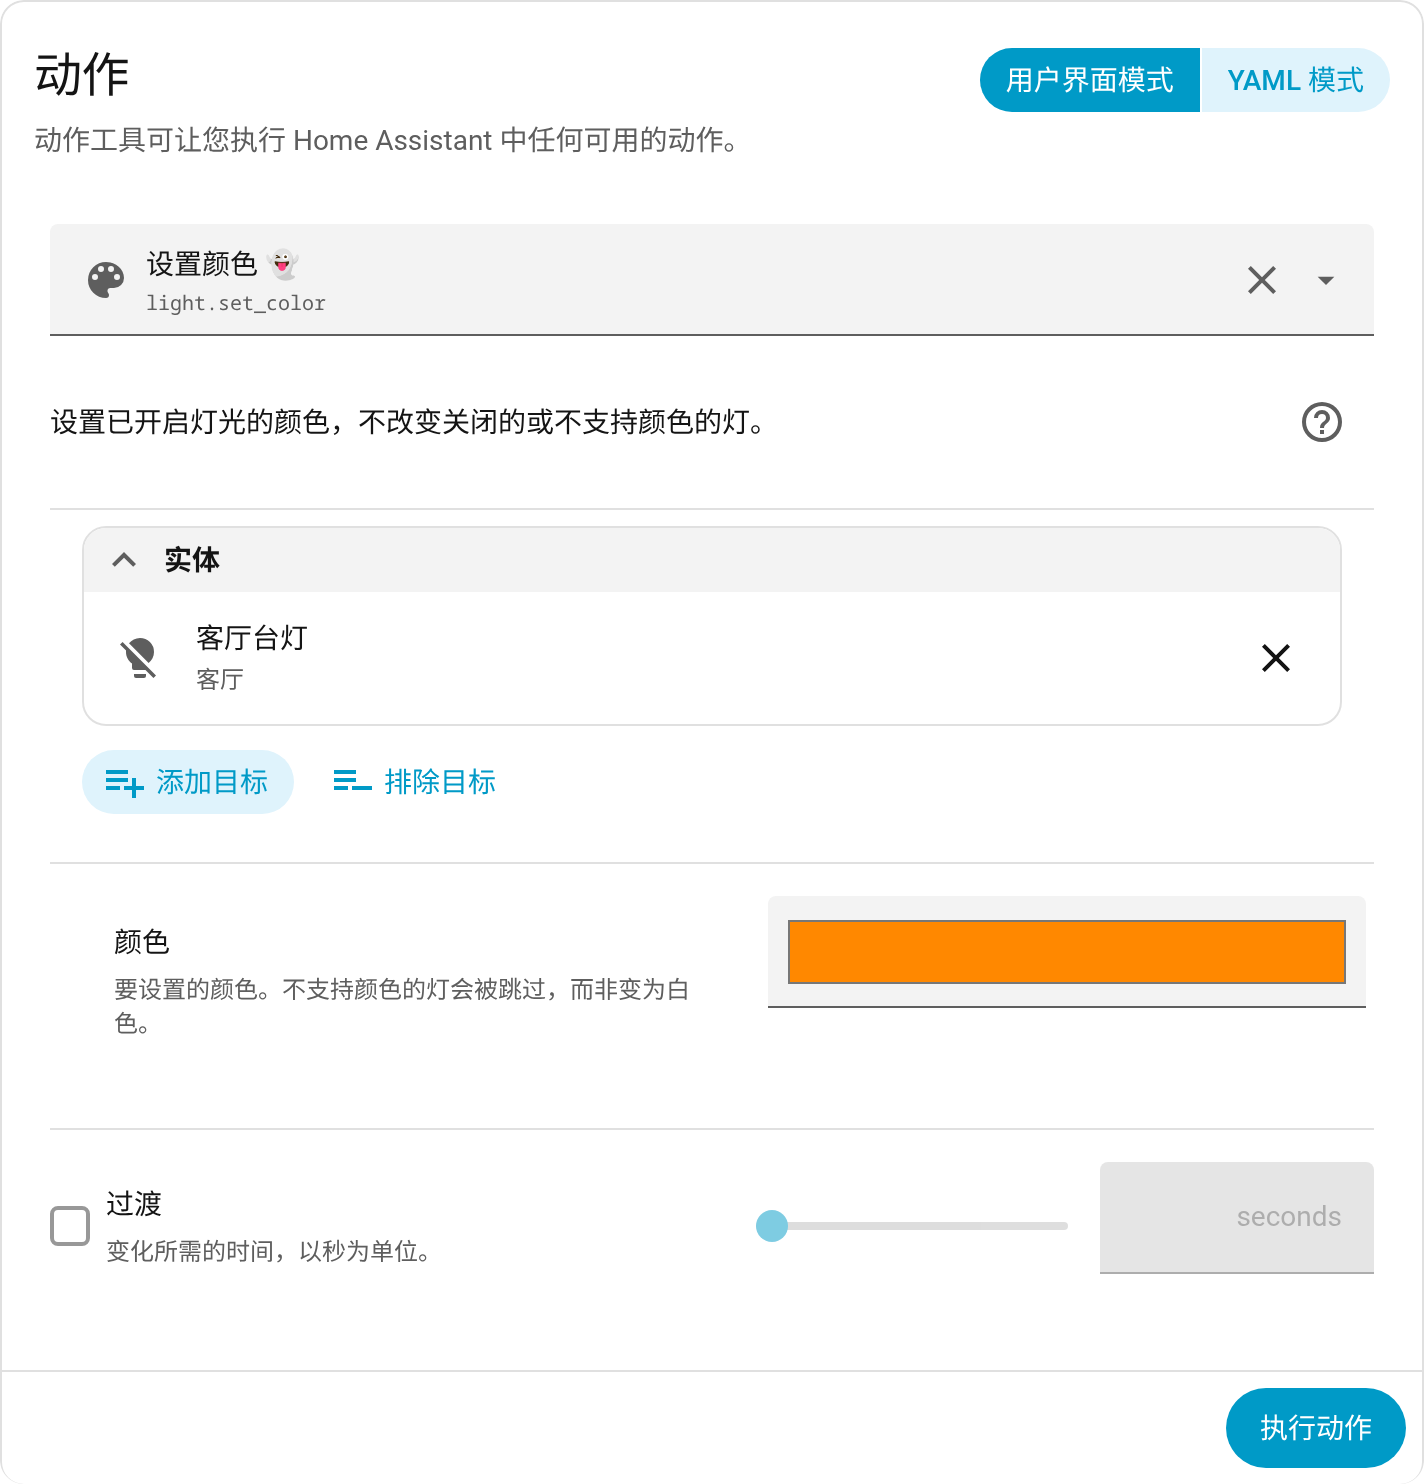 动作
用户界面模式
YAML 模式
动作工具可让您执行 Home Assistant 中任何可用的动作。
设置颜色 👻
light.set_color
设置已开启灯光的颜色，不改变关闭的或不支持颜色的灯。
实体
客厅台灯
客厅
添加目标
排除目标
颜色
要设置的颜色。不支持颜色的灯会被跳过，而非变为白
色。
过渡
变化所需的时间，以秒为单位。
seconds
执行动作